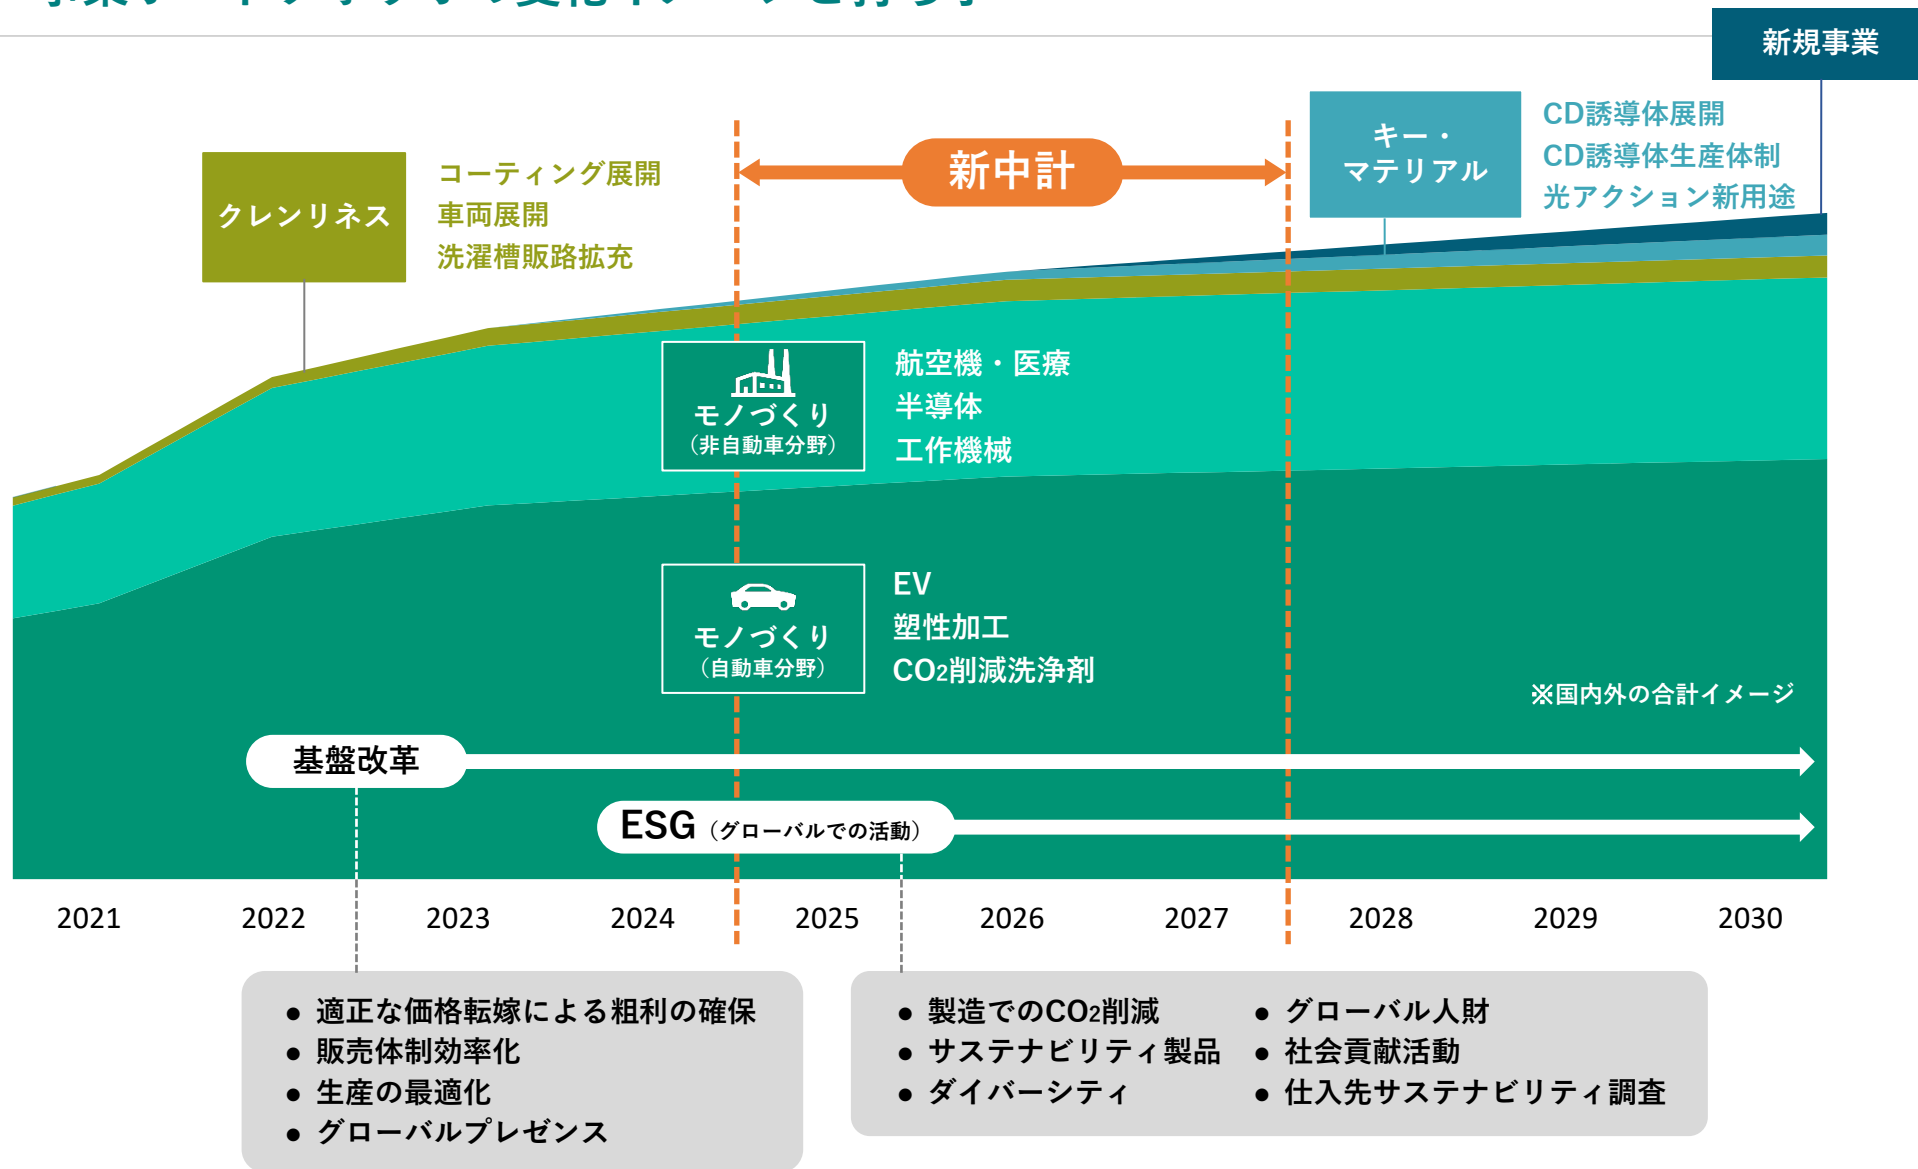 新規事業
キー・
マテリアル
CD誘導体展開
CD誘導体生産体制
光アクション新用途
新中計
クレンリネス
コーティング展開
車両展開
洗濯槽販路拡充
モノづくり
（非自動車分野）
航空機・医療
半導体
工作機械
モノづくり
（自動車分野）
EV
塑性加工
CO2削減洗浄剤
※国内外の合計イメージ
基盤改革
ESG（グローバルでの活動）
2021 2022 2023 2024 2025 2026 2027 2028 2029 2030
● 適正な価格転嫁による粗利の確保
● 販売体制効率化
● 生産の最適化
● グローバルプレゼンス
● 製造でのCO2削減
● サステナビリティ製品
● ダイバーシティ
● グローバル人財
● 社会貢献活動
● 仕入先サステナビリティ調査